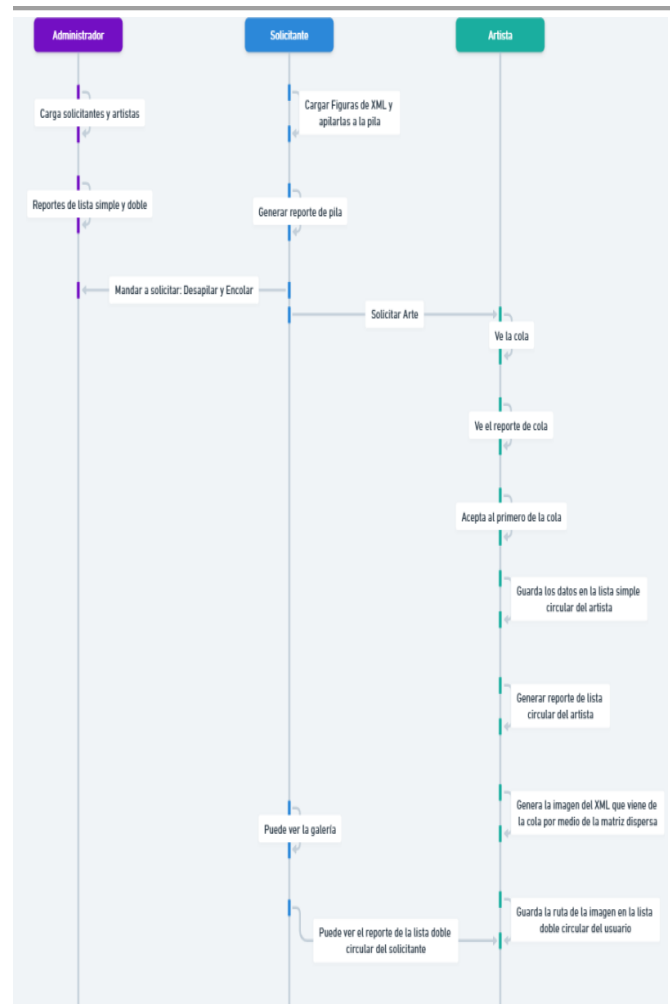 Administrador
Solicitante
Artista
Carga solicitantes y artistas
Cargar Figuras de XML y
apilarlas a la pila
Reportes de lista simple y doble
Generar reporte de pila
Mandar a solicitar: Desapilar y Encolar
Solicitar Arte
Ve la cola
Ve el reporte de cola
Acepta al primero de la cola
Guarda los datos en la lista simple
circular del artista
Generar reporte de lista
circular del artista
Genera la imagen del XML que viene de
la cola por medio de la matriz dispersa
Puede ver la galería
Guarda la ruta de la imagen en la lista
doble circular del usuario
Puede ver el reporte de la lista doble
circular del solicitante